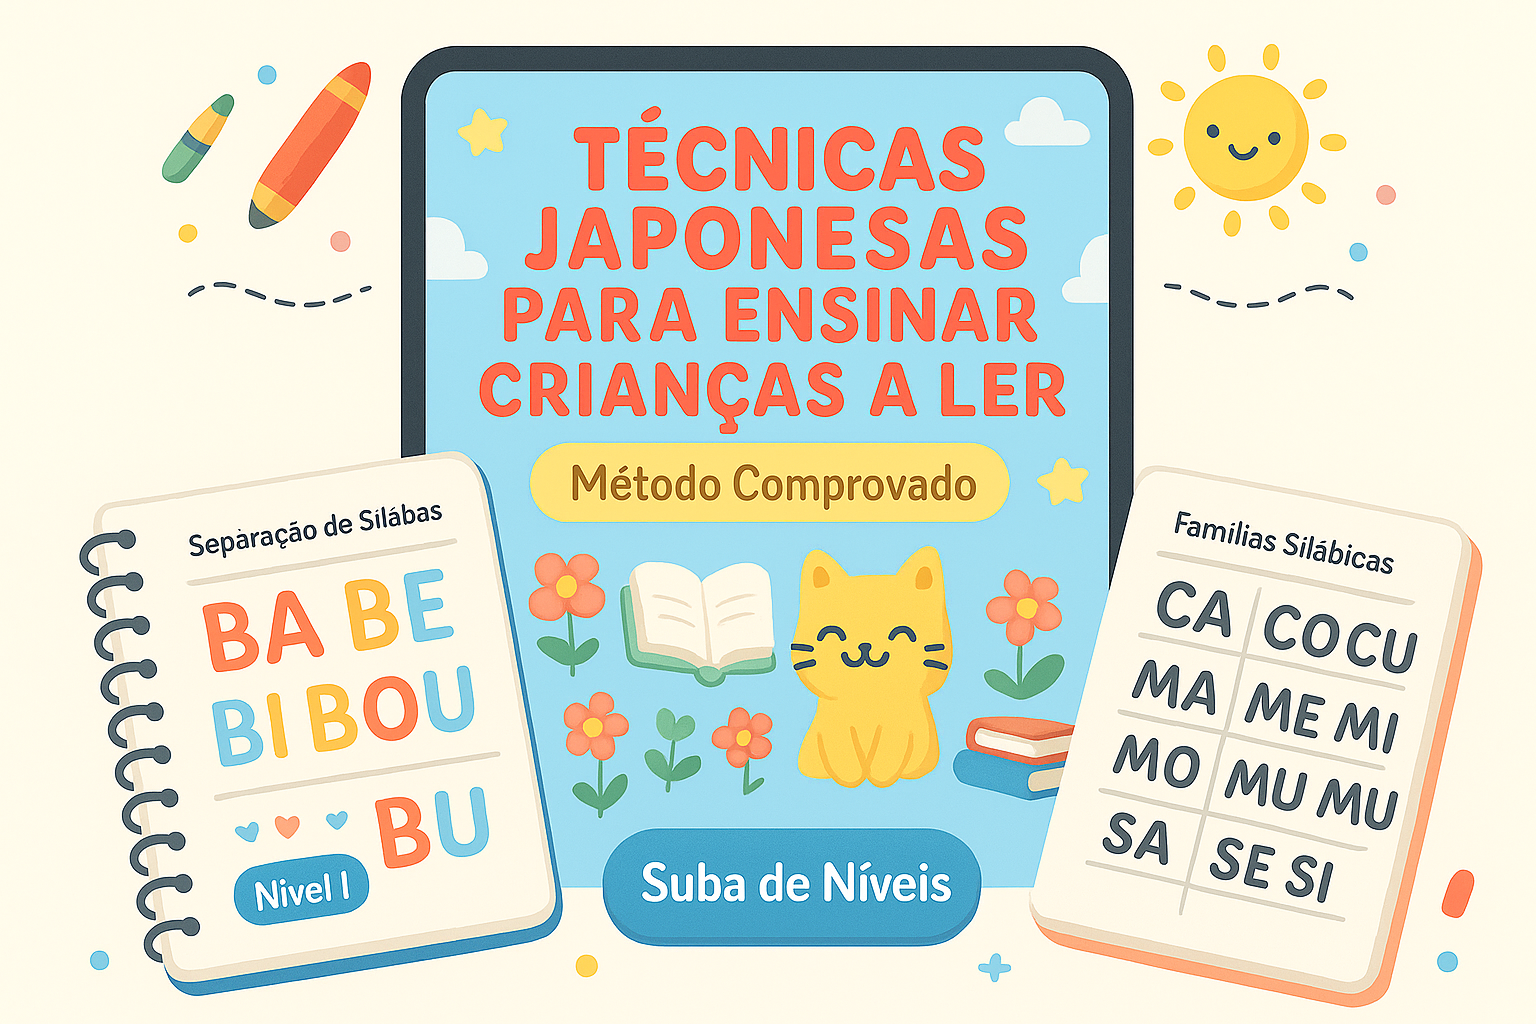 TÉCNICAS
JAPONESAS
PARA ENSINAR
CRIANÇAS A LER
Método Comprovado
Separação de Silábas
BA BE
BI BOU
BU
Nivel I
Suba de Níveis
Famílias Silábicas
CA COCU
MA ME MI
MO MU MU
SA SE SI